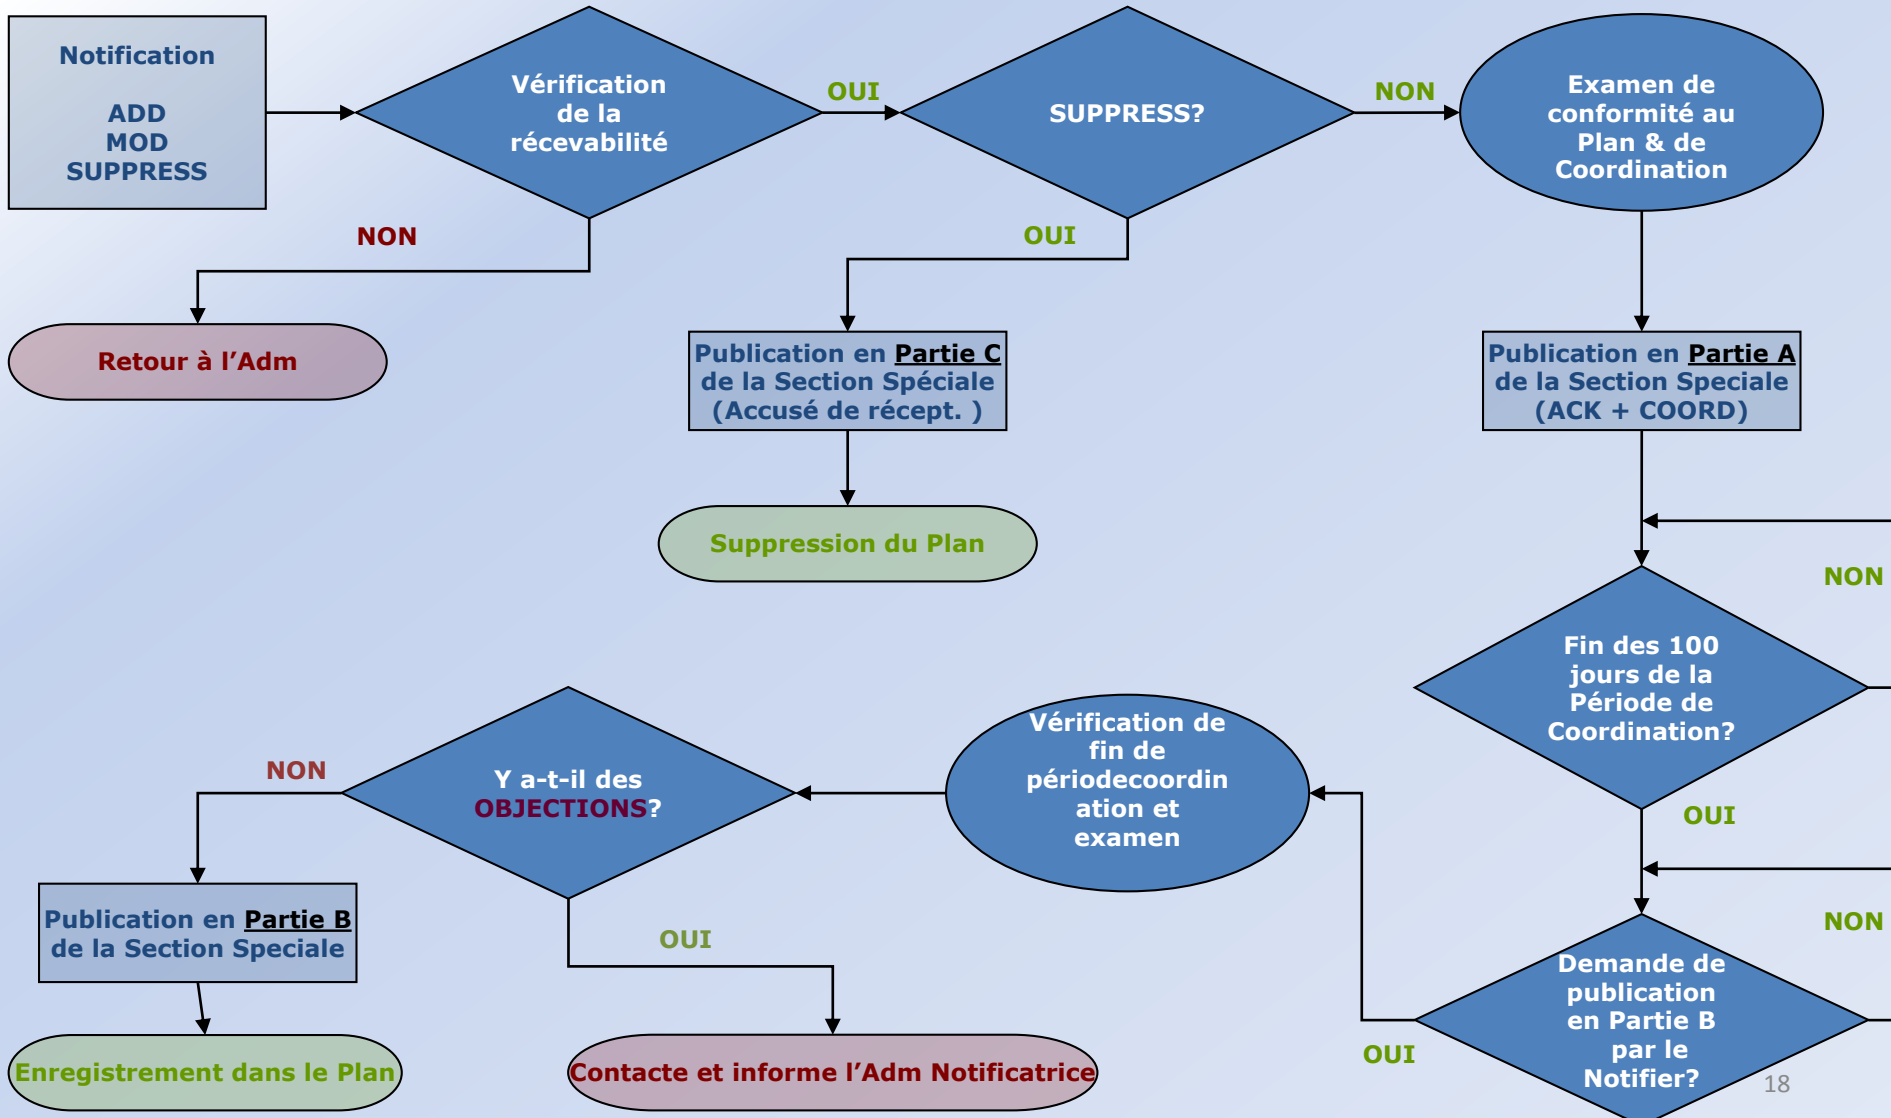 Notification
ADD
MOD
SUPPRESS
Vérification
de la
récevabilité
OUI
SUPPRESS?
NON
Examen de
conformité au
Plan & de
Coordination
NON
Retour à l'Adm
OUI
Publication en Partie C
de la Section Spéciale
(Accusé de récept. )
Suppression du Plan
Publication en Partie A
de la Section Speciale
(ACK + COORD)
NON
Fin des 100
jours de la
Période de
Coordination?
OUI
NON
Demande de
publication
en Partie B
par le
Notifier?
OUI
Vérification de
fin de
périodecoordin
ation et
examen
Y a-t-il des
OBJECTIONS?
NON
Publication en Partie B
de la Section Speciale
Enregistrement dans le Plan
OUI
Contacte et informe l'Adm Notificatrice
18